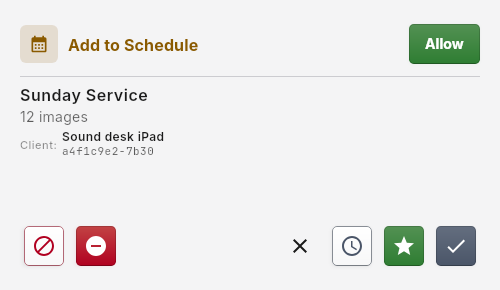 Add to Schedule
Allow
Sunday Service
12 images
Client: Sound desk iPad
a4f1c9e2-7b30